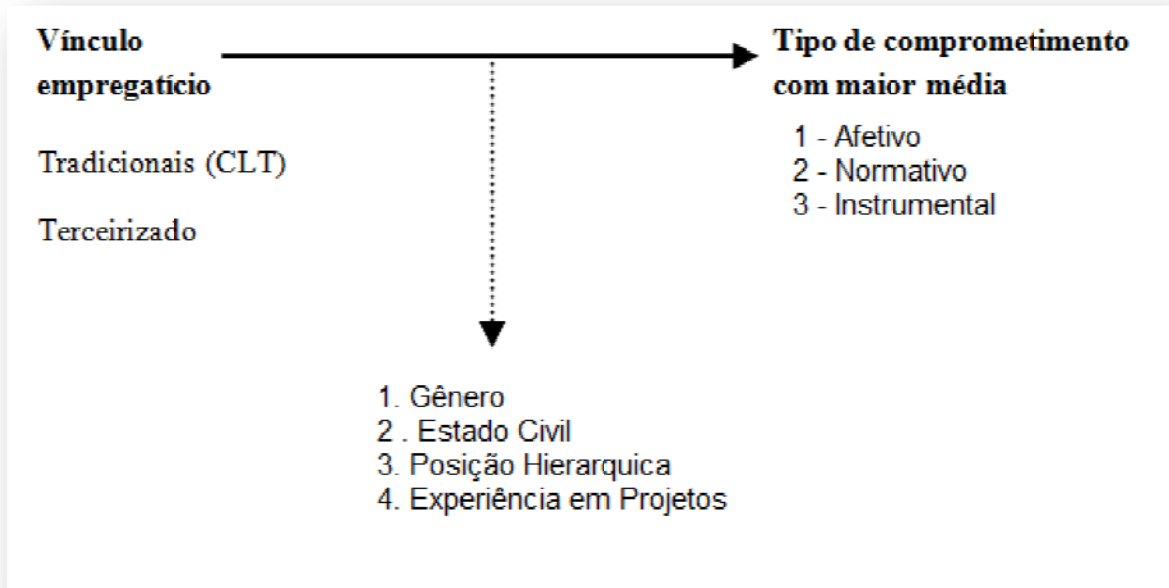 Vínculo
empregatício
Tradicionais (CLT)
Terceirizado
Tipo de comprometimento
com maior média
1 - Afetivo
2 - Normativo
3 - Instrumental
1. Gênero
2 . Estado Civil
3. Posição Hierarquica
4. Experiência em Projetos